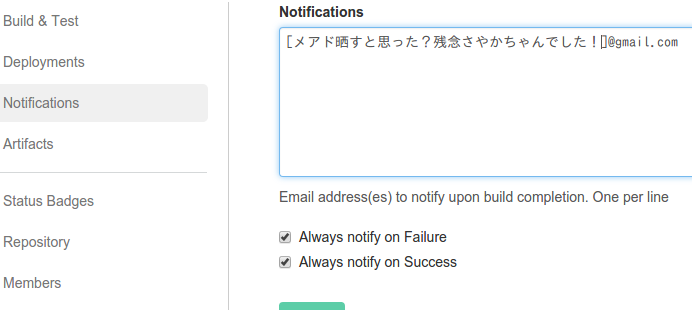 Build & Test
Deployments
Notifications
Artifacts
Status Badges
Repository
Members
Notifications
[メアド晒すと思った？残念さやかちゃんでした！]@gmail.com
Email address(es) to notify upon build completion. One per line
Always notify on Failure
Always notify on Success